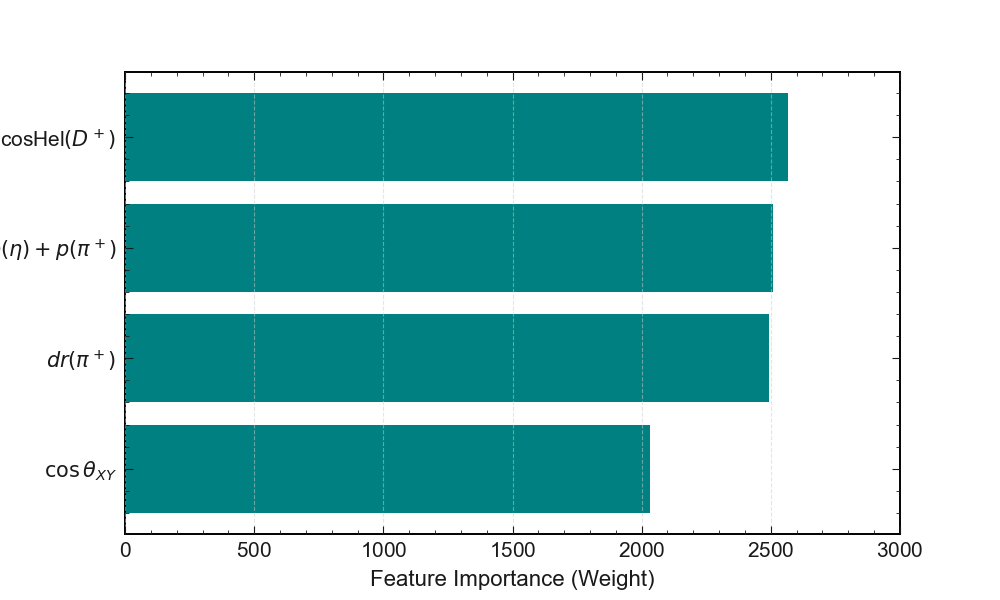 cosHel(D⁺)
(η) + p(π⁺)
dr(π⁺)
cos θ_XY
0 500 1000 1500 2000 2500 3000
Feature Importance (Weight)